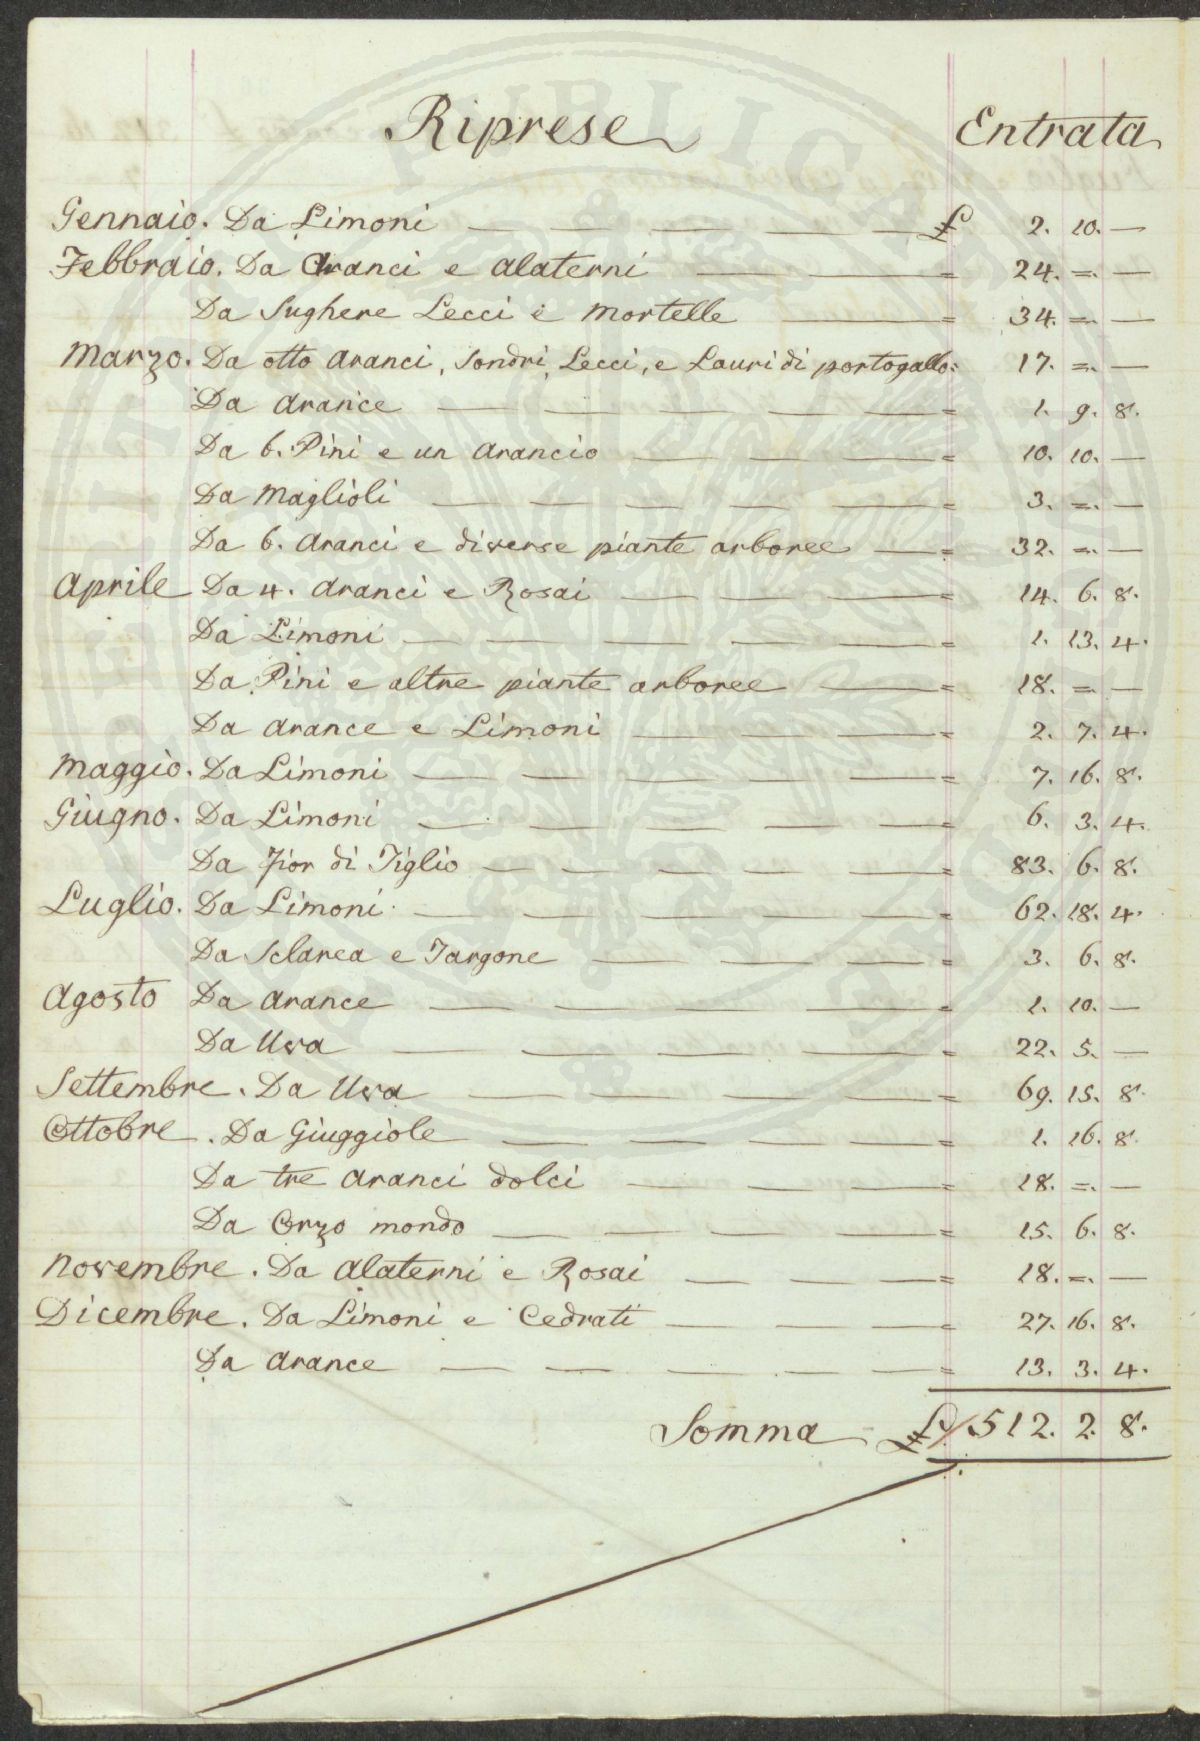 Riprese Entrata
Gennaio. Da Limoni — — — — — £ 2. 10. —
Febbraio. Da Aranci e Alaterni — — = 24. =. —
Da Sughere Lecci e Mortelle — = 34. =. —
Marzo. Da otto Aranci, Sondri, Lecci, e Lauri di portogallo = 17. =. —
Da Arance — — — — = 1. 9. 8.
Da 6. Pini e un Arancio — — — = 10. 10. —
Da Maglioli — — — — — = 3. =. —
Da 6. Aranci e diverse piante arboree — = 32. =. —
Aprile Da 4. Aranci e Rosai — — — = 14. 6. 8.
Da Limoni — — — — — = 1. 13. 4.
Da Pini e altre piante arboree — = 18. =. —
Da Arance e Limoni — — — = 2. 7. 4.
Maggio. Da Limoni — — — — — = 7. 16. 8.
Giugno. Da Limoni — — — — — = 6. 3. 4.
Da Fior di Tiglio — — — — — = 83. 6. 8.
Luglio. Da Limoni — — — — — = 62. 18. 4.
Da Sclarea e Targone — — — = 3. 6. 8.
Agosto Da Arance — — — — = 1. 10. —
Da Uva — — — — = 22. 5. —
Settembre. Da Uva — — — — — = 69. 15. 8.
Ottobre. Da Giuggiole — — — — = 1. 16. 8.
Da tre Aranci dolci — — — = 18. =. —
Da Orzo mondo — — — — = 15. 6. 8.
Novembre. Da Alaterni e Rosai — — — = 18. =. —
Dicembre. Da Limoni e Cedrati — — — = 27. 16. 8.
Da Arance — — — — — = 13. 3. 4.
Somma £ 512. 2. 8.